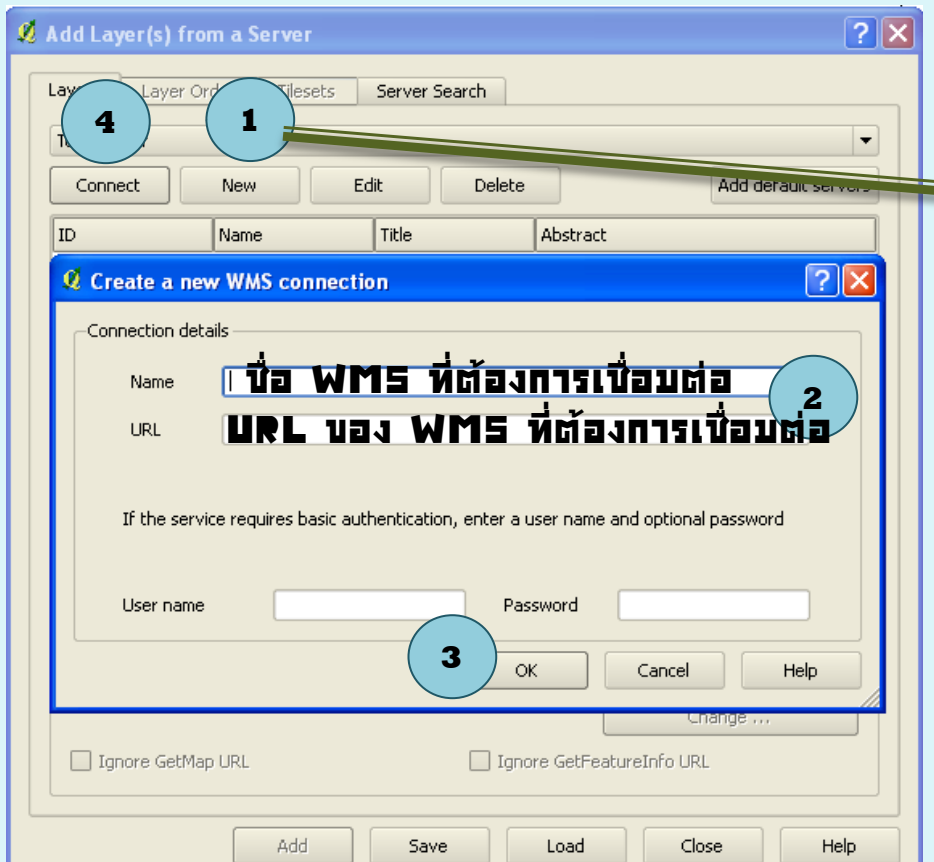 Add Layer(s) from a Server
Layer Ord Tilesets Server Search
4 1
Connect New Edit Delete Add default servers
ID Name Title Abstract
Create a new WMS connection
Connection details
Name ชื่อ WMS ที่ต้องการเชื่อมต่อ
2
URL URL ของ WMS ที่ต้องการเชื่อมต่อ
If the service requires basic authentication, enter a user name and optional password
User name Password
3
OK Cancel Help
Change ...
Ignore GetMap URL Ignore GetFeatureInfo URL
Add Save Load Close Help